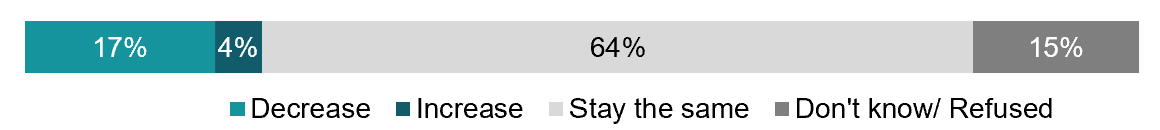 17% 4% 64% 15%
Decrease Increase Stay the same Don't know/ Refused